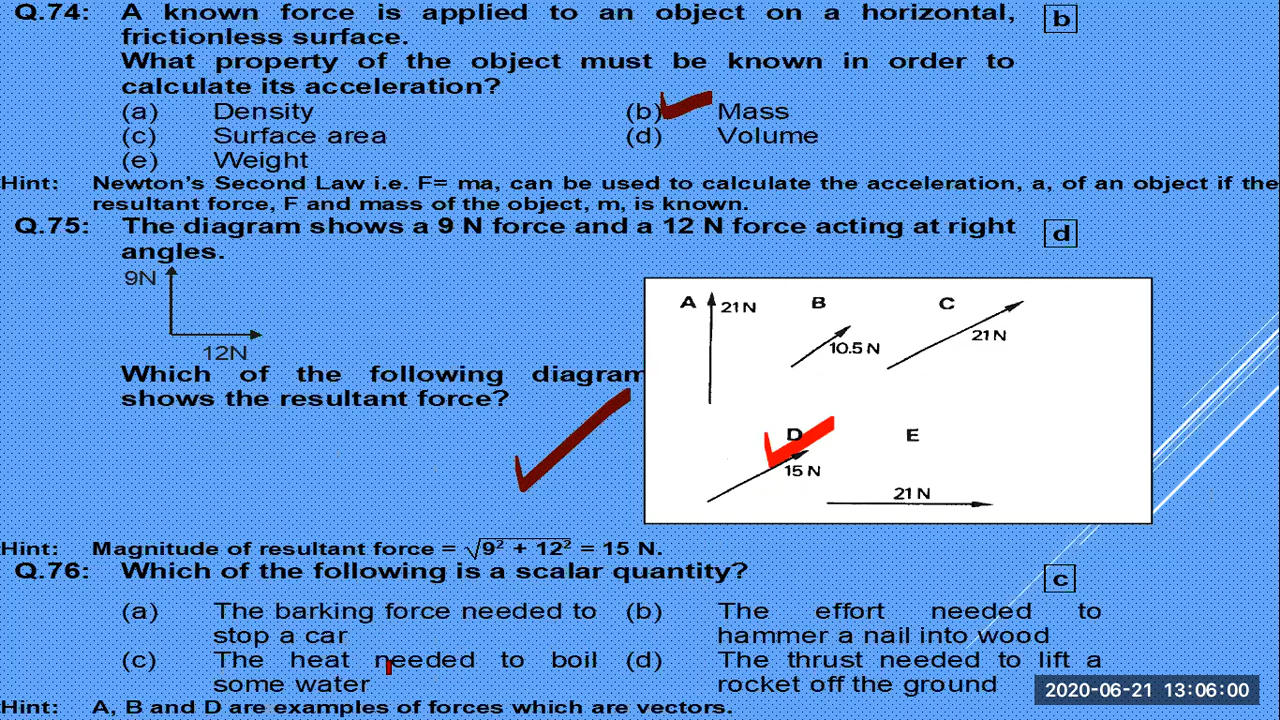 Q.74: A known force is applied to an object on a horizontal, b
frictionless surface.
What property of the object must be known in order to
calculate its acceleration?
(a) Density (b) Mass
(c) Surface area (d) Volume
(e) Weight
Hint: Newton's Second Law i.e. F= ma, can be used to calculate the acceleration, a, of an object if the
resultant force, F and mass of the object, m, is known.
Q.75: The diagram shows a 9 N force and a 12 N force acting at right d
angles.
9N
12N
Which of the following diagram
shows the resultant force?
A 21 N B C
10.5 N 21 N
D E
15 N
21 N
Hint: Magnitude of resultant force = √9² + 12² = 15 N.
Q.76: Which of the following is a scalar quantity? c
(a) The barking force needed to (b) The effort needed to
stop a car hammer a nail into wood
(c) The heat needed to boil (d) The thrust needed to lift a
some water rocket off the ground
2020-06-21 13:06:00
Hint: A, B and D are examples of forces which are vectors.